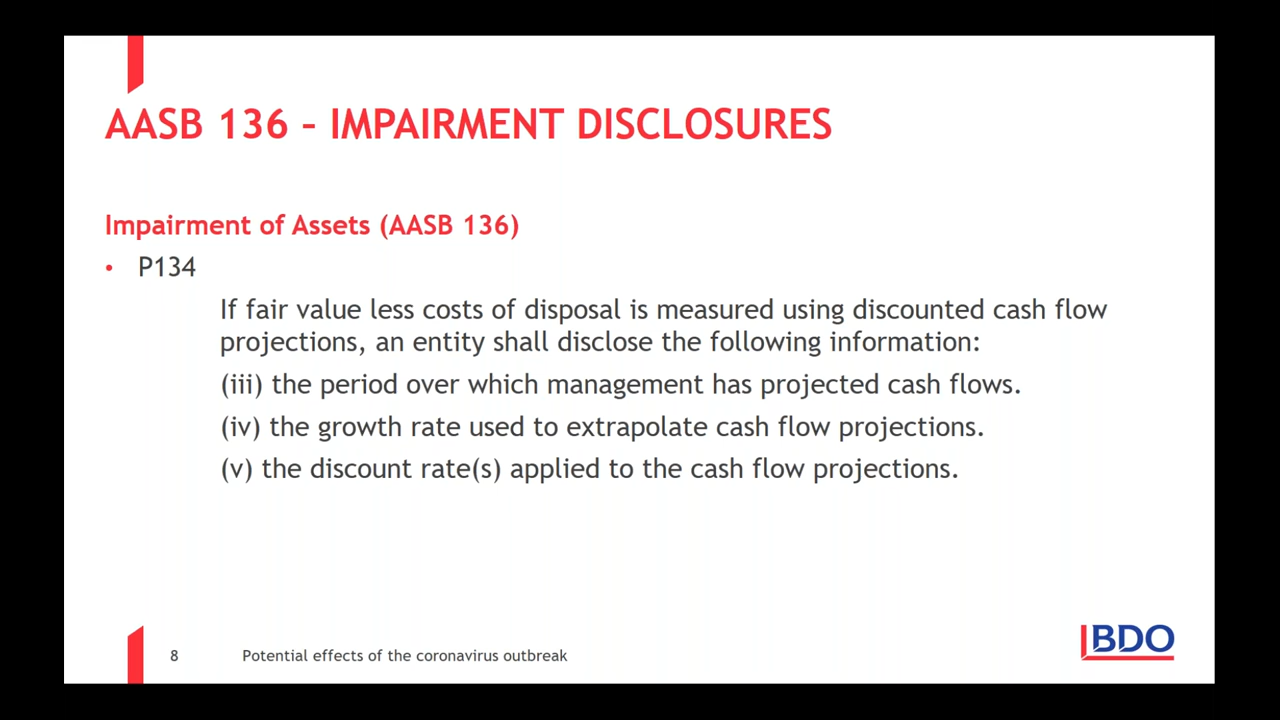 AASB 136 – IMPAIRMENT DISCLOSURES
Impairment of Assets (AASB 136)
• P134
If fair value less costs of disposal is measured using discounted cash flow
projections, an entity shall disclose the following information:
(iii) the period over which management has projected cash flows.
(iv) the growth rate used to extrapolate cash flow projections.
(v) the discount rate(s) applied to the cash flow projections.
8 Potential effects of the coronavirus outbreak
BDO